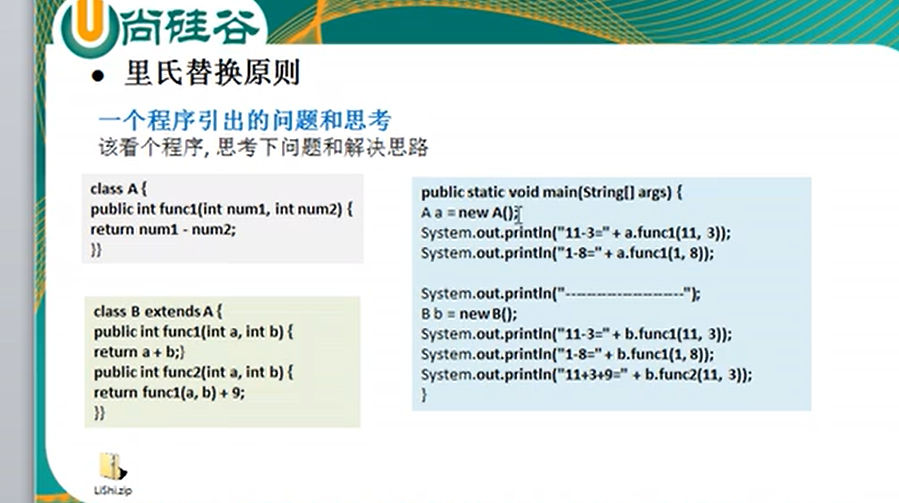 尚硅谷
● 里氏替换原则
一个程序引出的问题和思考
该看个程序, 思考下问题和解决思路
class A {
public int func1(int num1, int num2) {
return num1 - num2;
}}
class B extends A {
public int func1(int a, int b) {
return a + b;}
public int func2(int a, int b) {
return func1(a, b) + 9;
}}
public static void main(String[] args) {
A a = new A();
System.out.println("11-3=" + a.func1(11, 3));
System.out.println("1-8=" + a.func1(1, 8));
System.out.println("-----------------------");
B b = new B();
System.out.println("11-3=" + b.func1(11, 3));
System.out.println("1-8=" + b.func1(1, 8));
System.out.println("11+3+9=" + b.func2(11, 3));
}
LiShi.zip